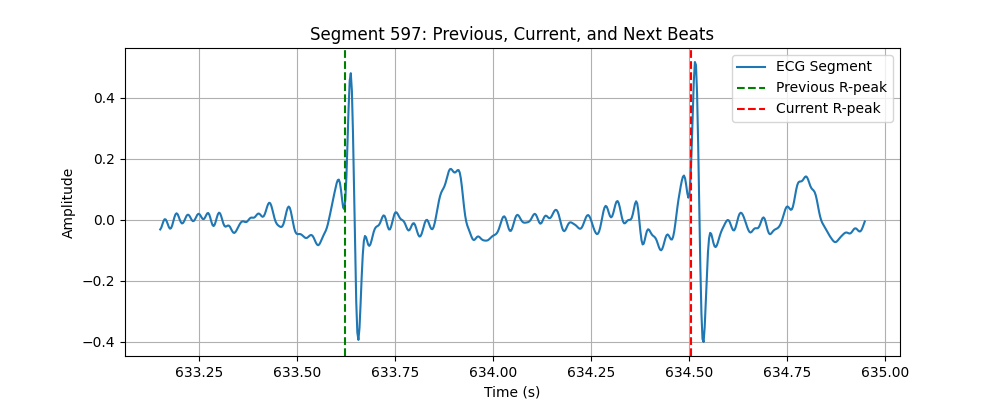 Segment 597: Previous, Current, and Next Beats
ECG Segment
Previous R-peak
Current R-peak
Amplitude
0.4
0.2
0.0
−0.2
−0.4
633.25 633.50 633.75 634.00 634.25 634.50 634.75 635.00
Time (s)